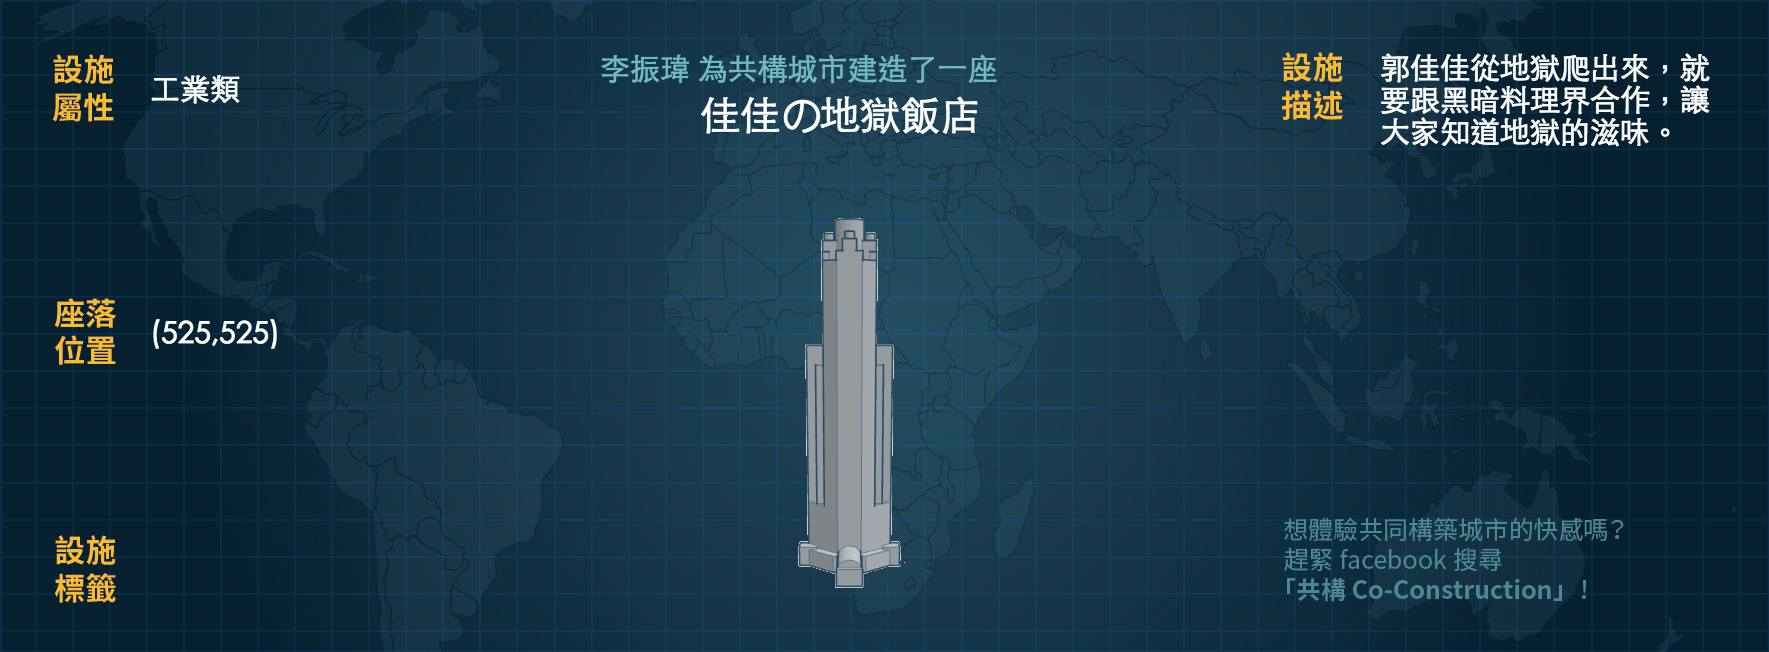 設施
屬性
工業類
李振瑋 為共構城市建造了一座
佳佳の地獄飯店
設施
描述
郭佳佳從地獄爬出來，就
要跟黑暗料理界合作，讓
大家知道地獄的滋味。
座落
位置
(525,525)
設施
標籤
想體驗共同構築城市的快感嗎？
趕緊 facebook 搜尋
「共構 Co-Construction」！